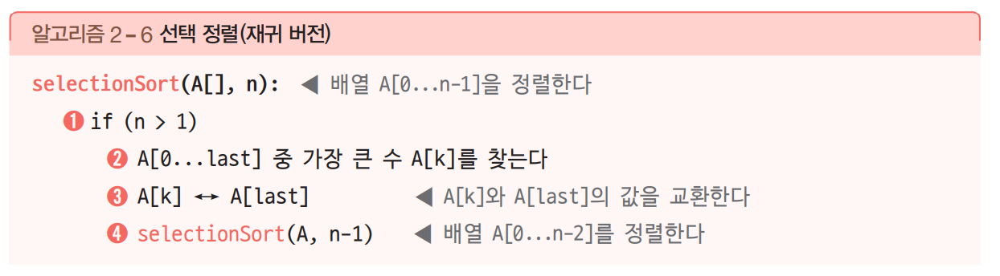 알고리즘 2-6 선택 정렬(재귀 버전)
selectionSort(A[], n): ◀ 배열 A[0...n-1]을 정렬한다
❶ if (n > 1)
❷ A[0...last] 중 가장 큰 수 A[k]를 찾는다
❸ A[k] ↔ A[last] ◀ A[k]와 A[last]의 값을 교환한다
❹ selectionSort(A, n-1) ◀ 배열 A[0...n-2]를 정렬한다